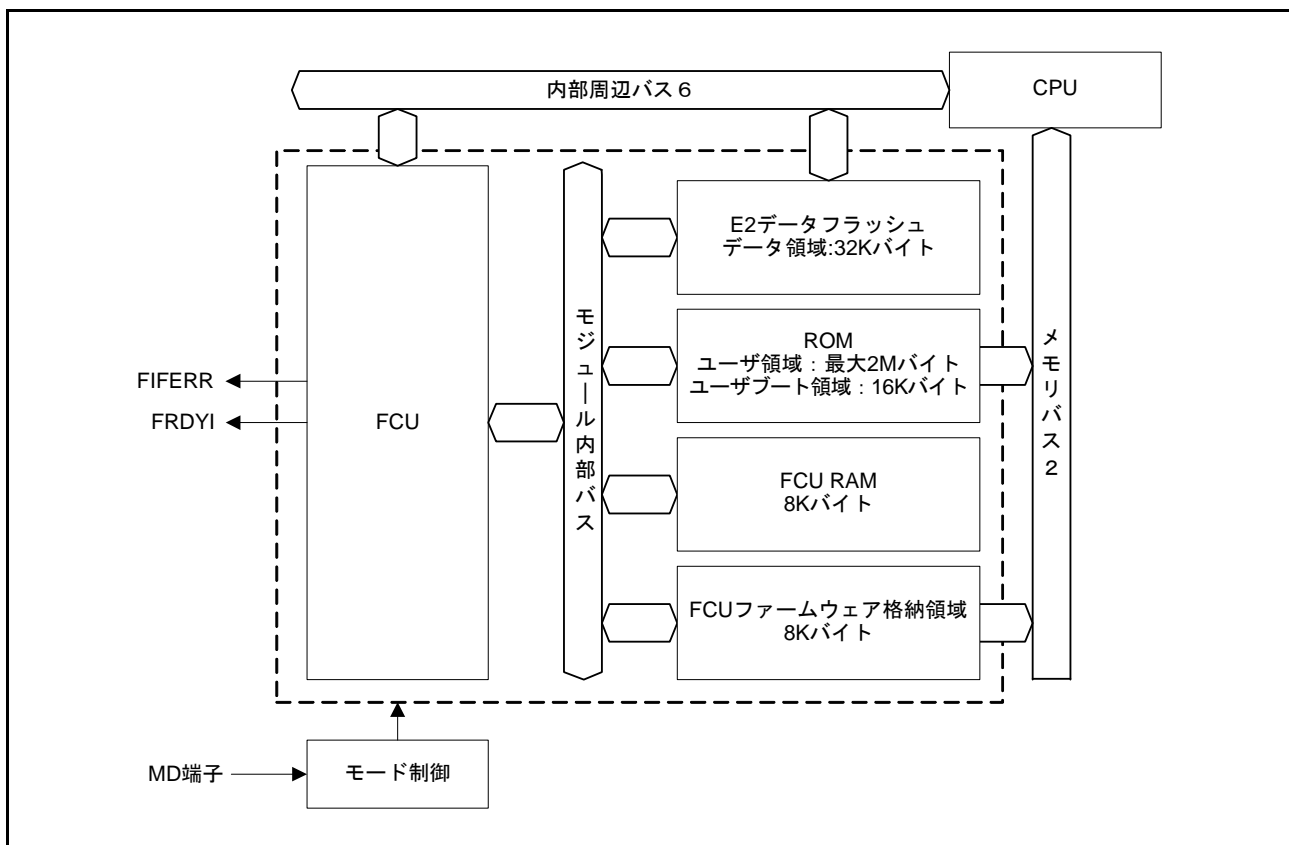 内部周辺バス６
CPU
E2データフラッシュ
データ領域:32Kバイト
ROM
ユーザ領域：最大2Mバイト
ユーザブート領域：16Kバイト
FIFERR
FRDYI
FCU
モジュール内部バス
メモリバス２
FCU RAM
8Kバイト
FCUファームウェア格納領域
8Kバイト
MD端子
モード制御